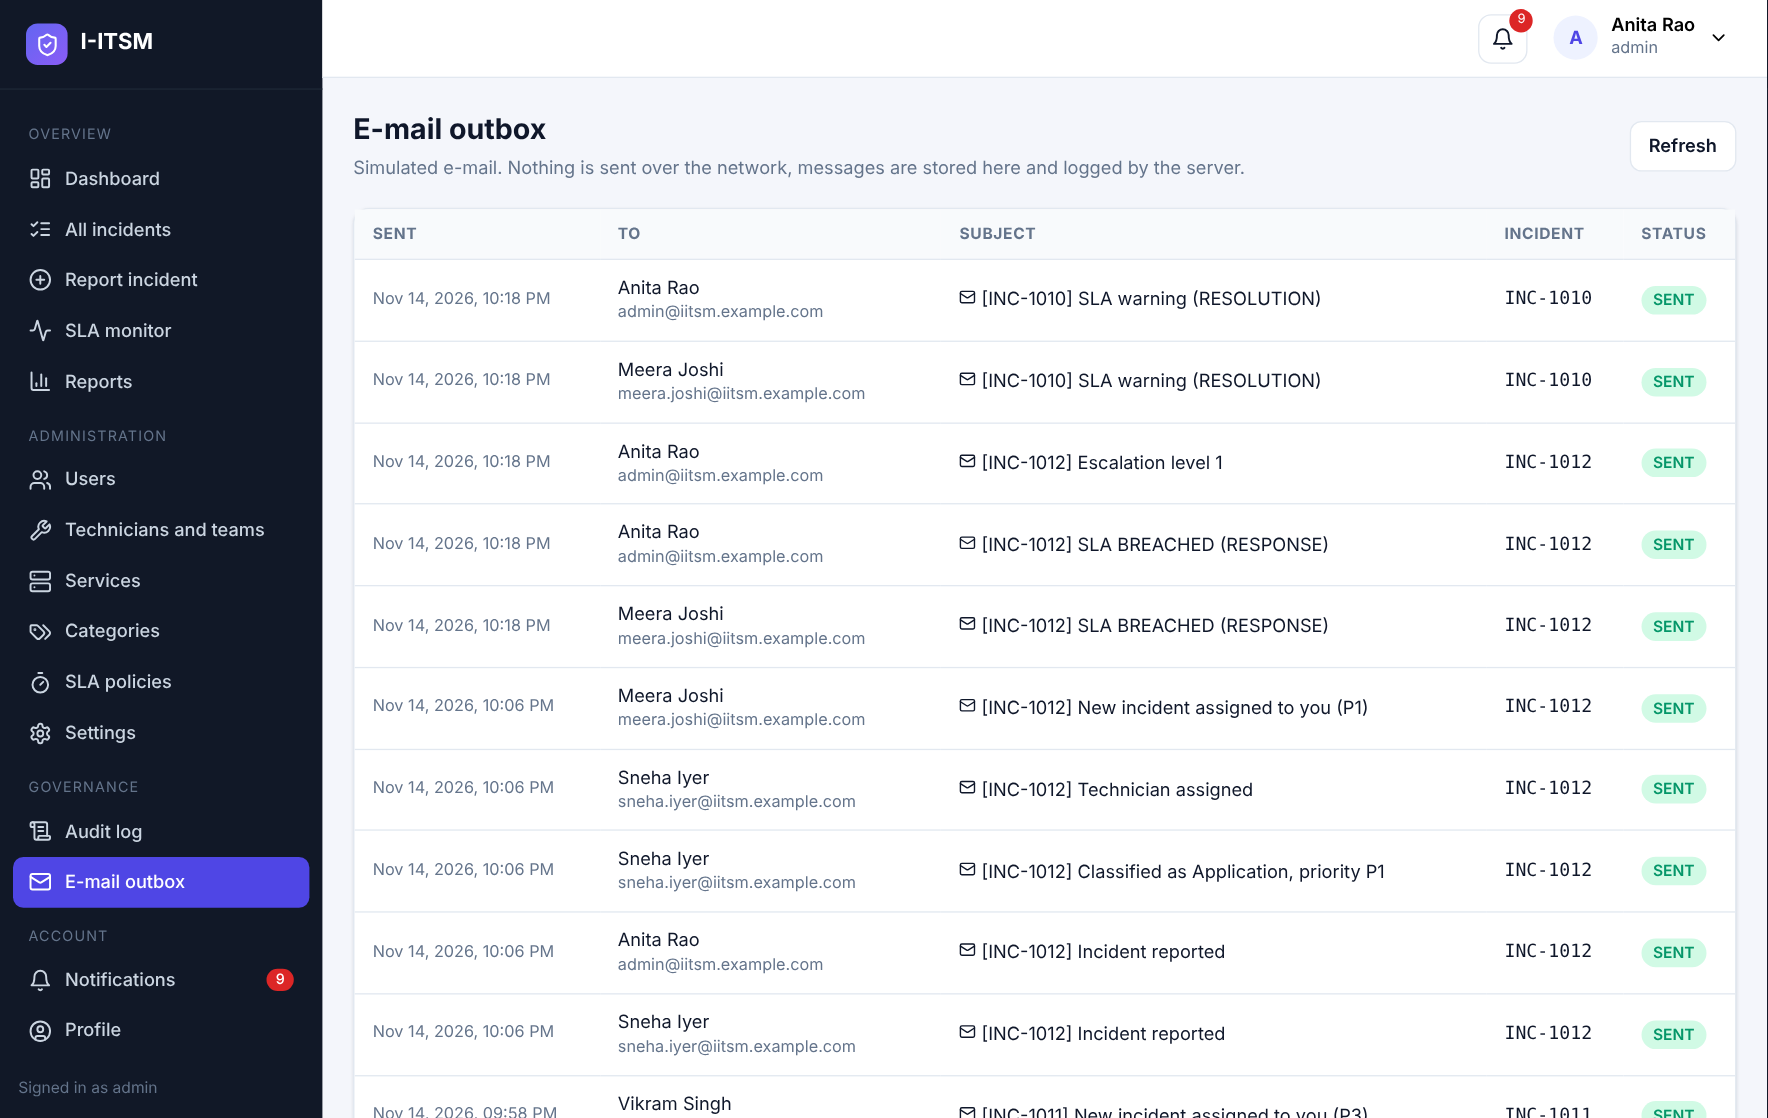 I-ITSM
9
A
Anita Rao
admin
OVERVIEW
Dashboard
All incidents
Report incident
SLA monitor
Reports
ADMINISTRATION
Users
Technicians and teams
Services
Categories
SLA policies
Settings
GOVERNANCE
Audit log
E-mail outbox
ACCOUNT
Notifications 9
Profile
Signed in as admin
E-mail outbox
Simulated e-mail. Nothing is sent over the network, messages are stored here and logged by the server.
Refresh
SENT TO SUBJECT INCIDENT STATUS
Nov 14, 2026, 10:18 PM Anita Rao [INC-1010] SLA warning (RESOLUTION) INC-1010 SENT
admin@iitsm.example.com
Nov 14, 2026, 10:18 PM Meera Joshi [INC-1010] SLA warning (RESOLUTION) INC-1010 SENT
meera.joshi@iitsm.example.com
Nov 14, 2026, 10:18 PM Anita Rao [INC-1012] Escalation level 1 INC-1012 SENT
admin@iitsm.example.com
Nov 14, 2026, 10:18 PM Anita Rao [INC-1012] SLA BREACHED (RESPONSE) INC-1012 SENT
admin@iitsm.example.com
Nov 14, 2026, 10:18 PM Meera Joshi [INC-1012] SLA BREACHED (RESPONSE) INC-1012 SENT
meera.joshi@iitsm.example.com
Nov 14, 2026, 10:06 PM Meera Joshi [INC-1012] New incident assigned to you (P1) INC-1012 SENT
meera.joshi@iitsm.example.com
Nov 14, 2026, 10:06 PM Sneha Iyer [INC-1012] Technician assigned INC-1012 SENT
sneha.iyer@iitsm.example.com
Nov 14, 2026, 10:06 PM Sneha Iyer [INC-1012] Classified as Application, priority P1 INC-1012 SENT
sneha.iyer@iitsm.example.com
Nov 14, 2026, 10:06 PM Anita Rao [INC-1012] Incident reported INC-1012 SENT
admin@iitsm.example.com
Nov 14, 2026, 10:06 PM Sneha Iyer [INC-1012] Incident reported INC-1012 SENT
sneha.iyer@iitsm.example.com
Nov 14, 2026, 09:58 PM Vikram Singh [INC-1011] New incident assigned to you (P3) INC-1011 SENT